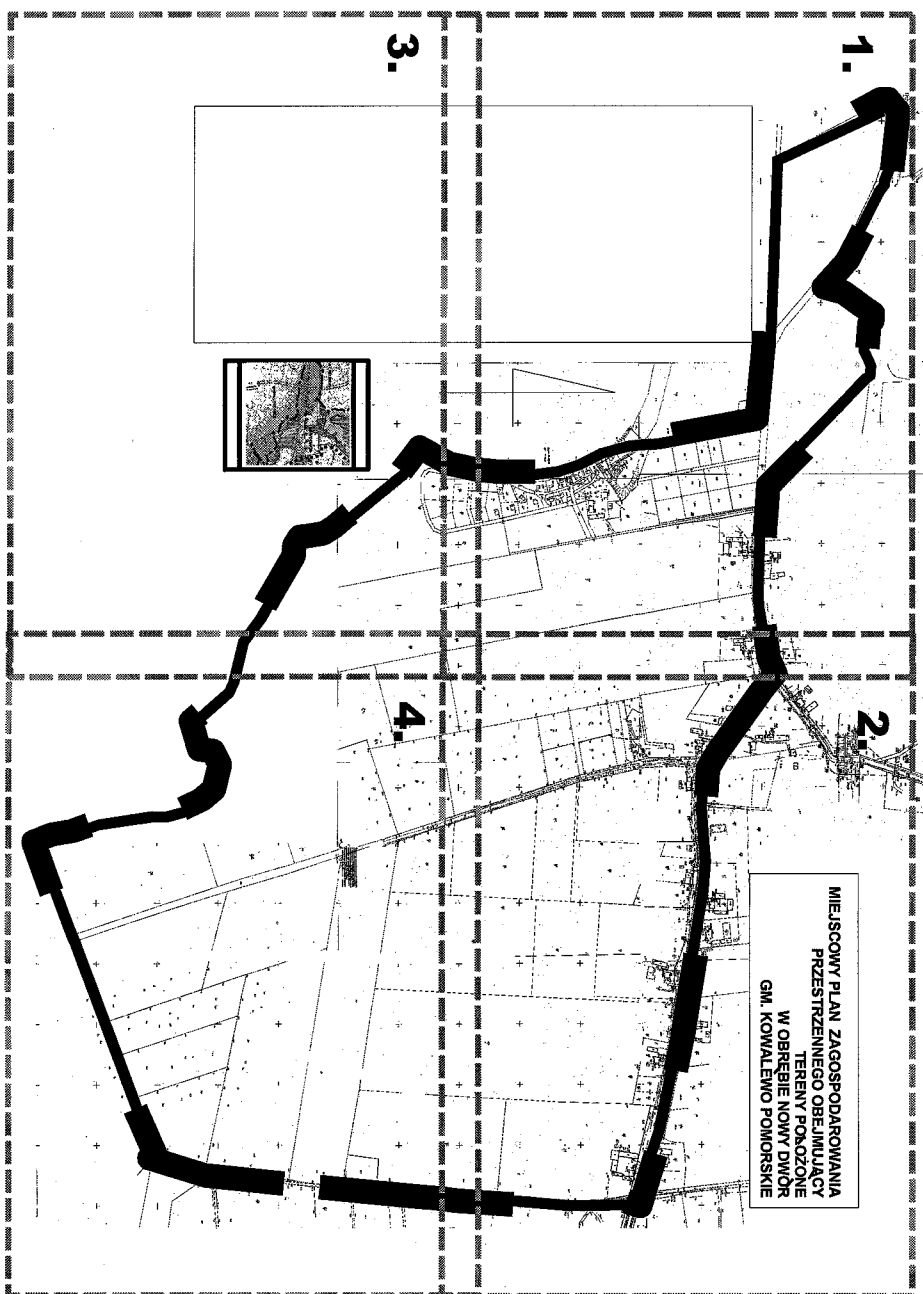 1.
2.
3.
4.
MIEJSCOWY PLAN ZAGOSPODAROWANIA
PRZESTRZENNEGO OBEJMUJĄCY
TERENY POŁOŻONE
W OBRĘBIE NOWY DWÓR
GM. KOWALEWO POMORSKIE